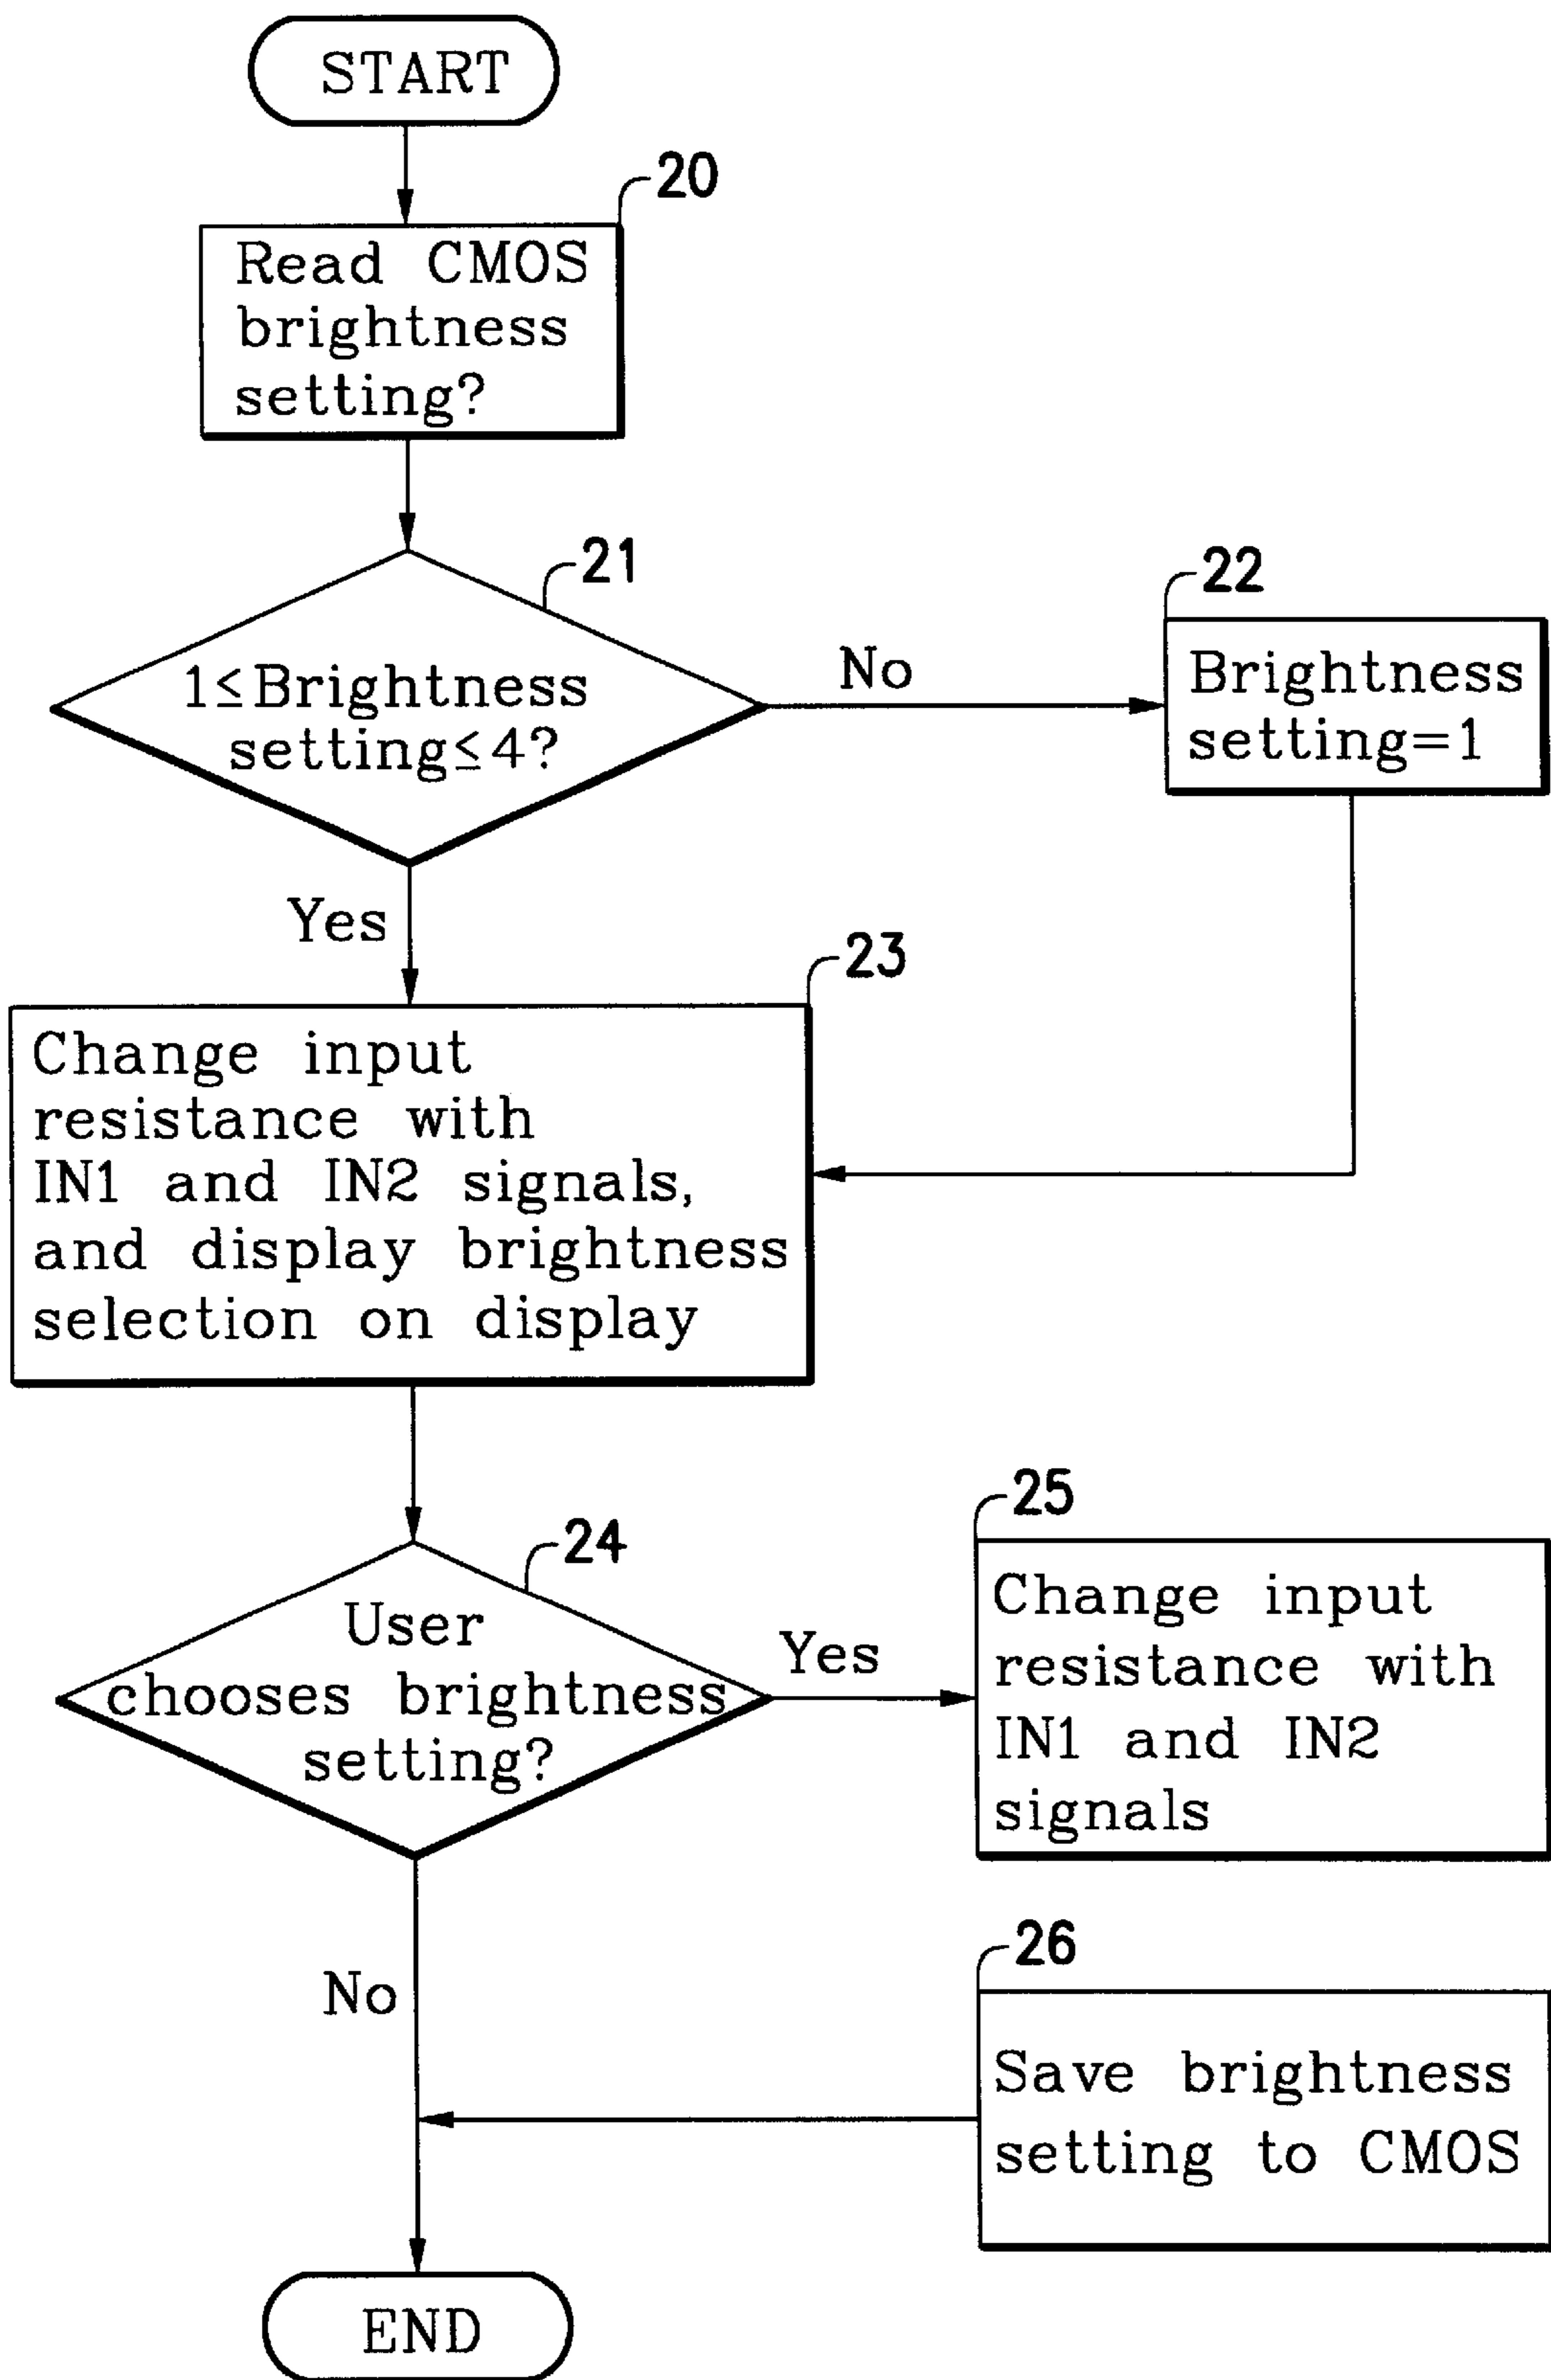 START
20
Read CMOS
brightness
setting?
21
1≤Brightness
setting≤4?
No
22
Brightness
setting=1
Yes
23
Change input
resistance with
IN1 and IN2 signals,
and display brightness
selection on display
24
User
chooses brightness
setting?
Yes
25
Change input
resistance with
IN1 and IN2
signals
No
26
Save brightness
setting to CMOS
END